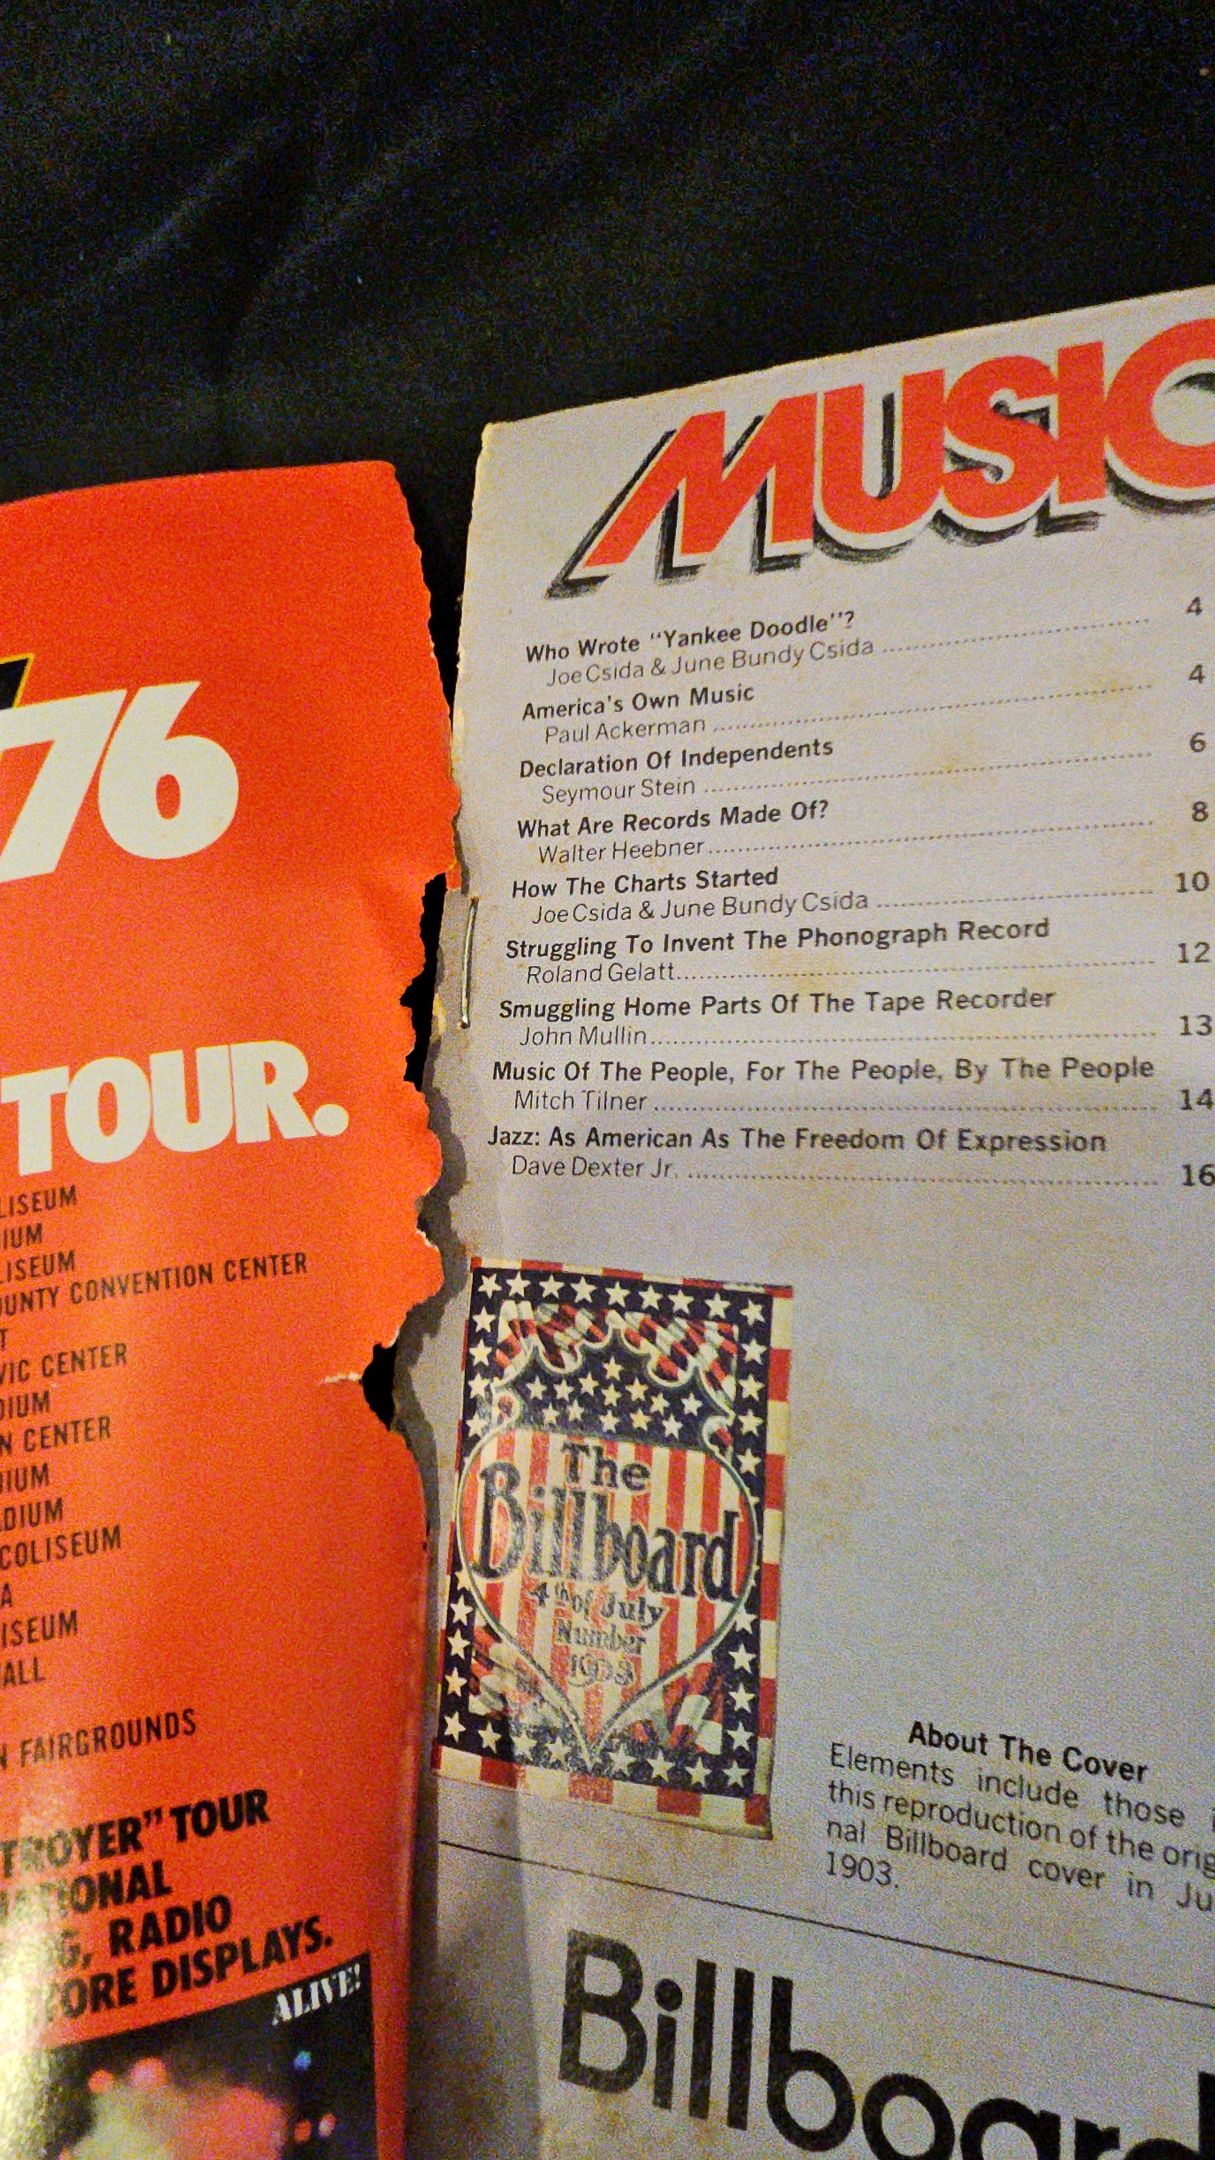 '76
TOUR.
LISEUM
IUM
LISEUM
OUNTY CONVENTION CENTER
T
VIC CENTER
DIUM
N CENTER
DIUM
ADIUM
COLISEUM
A
ISEUM
ALL
N FAIRGROUNDS
TROYER" TOUR
NATIONAL
G, RADIO
TORE DISPLAYS.
ALIVE!
MUSIC
Who Wrote "Yankee Doodle"?
Joe Csida & June Bundy Csida 4
America's Own Music
Paul Ackerman 4
Declaration Of Independents
Seymour Stein 6
What Are Records Made Of?
Walter Heebner 8
How The Charts Started
Joe Csida & June Bundy Csida 10
Struggling To Invent The Phonograph Record
Roland Gelatt 12
Smuggling Home Parts Of The Tape Recorder
John Mullin 13
Music Of The People, For The People, By The People
Mitch Tilner 14
Jazz: As American As The Freedom Of Expression
Dave Dexter Jr. 16
The
Billboard
4th of July
Number
1903
About The Cover
Elements include those i
this reproduction of the orig
nal Billboard cover in Ju
1903.
Billboard